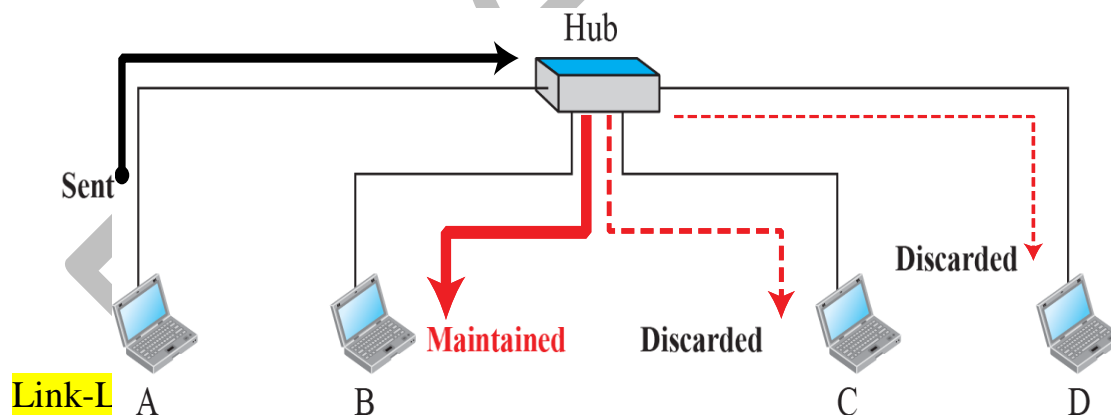 Hub
Sent
Discarded
Maintained
Discarded
Link-L
A
B
C
D